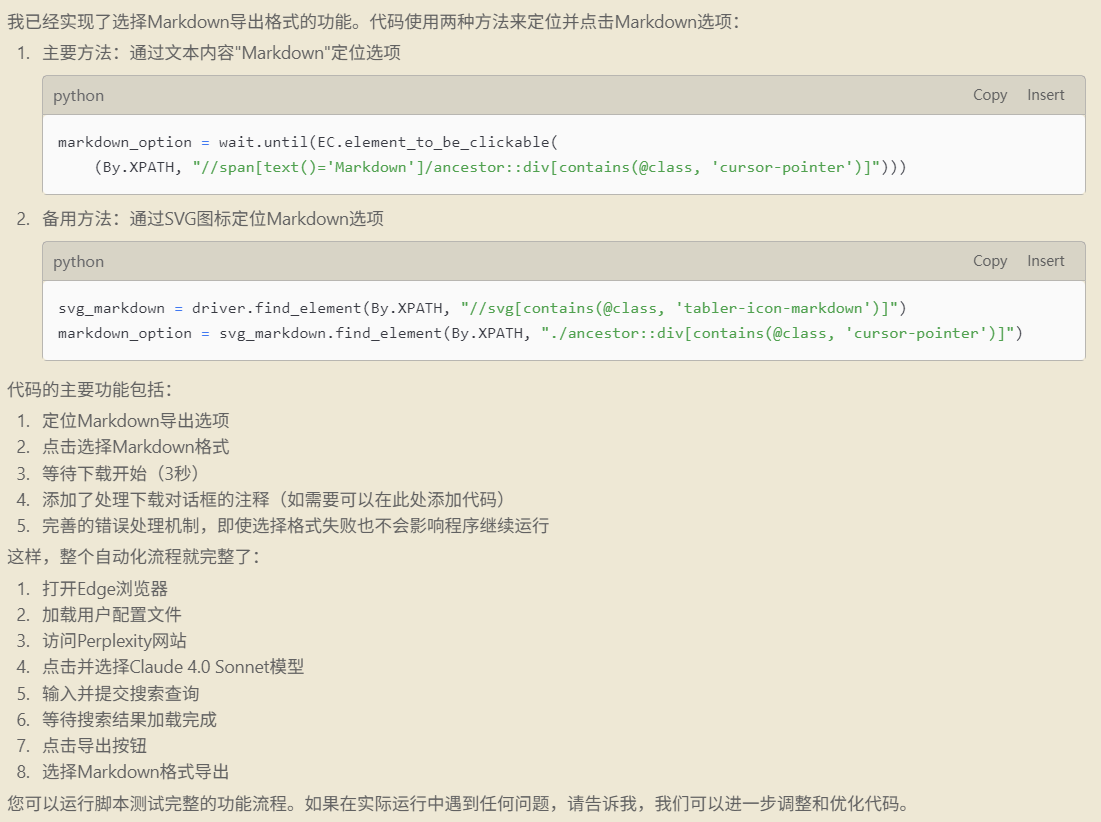 我已经实现了选择Markdown导出格式的功能。代码使用两种方法来定位并点击Markdown选项：
1. 主要方法：通过文本内容"Markdown"定位选项
python Copy Insert
markdown_option = wait.until(EC.element_to_be_clickable(
(By.XPATH, "//span[text()='Markdown']/ancestor::div[contains(@class, 'cursor-pointer')]")))
2. 备用方法：通过SVG图标定位Markdown选项
python Copy Insert
svg_markdown = driver.find_element(By.XPATH, "//svg[contains(@class, 'tabler-icon-markdown')]")
markdown_option = svg_markdown.find_element(By.XPATH, "./ancestor::div[contains(@class, 'cursor-pointer')]")
代码的主要功能包括：
1. 定位Markdown导出选项
2. 点击选择Markdown格式
3. 等待下载开始（3秒）
4. 添加了处理下载对话框的注释（如需要可以在此处添加代码）
5. 完善的错误处理机制，即使选择格式失败也不会影响程序继续运行
这样，整个自动化流程就完整了：
1. 打开Edge浏览器
2. 加载用户配置文件
3. 访问Perplexity网站
4. 点击并选择Claude 4.0 Sonnet模型
5. 输入并提交搜索查询
6. 等待搜索结果加载完成
7. 点击导出按钮
8. 选择Markdown格式导出
您可以运行脚本测试完整的功能流程。如果在实际运行中遇到任何问题，请告诉我，我们可以进一步调整和优化代码。